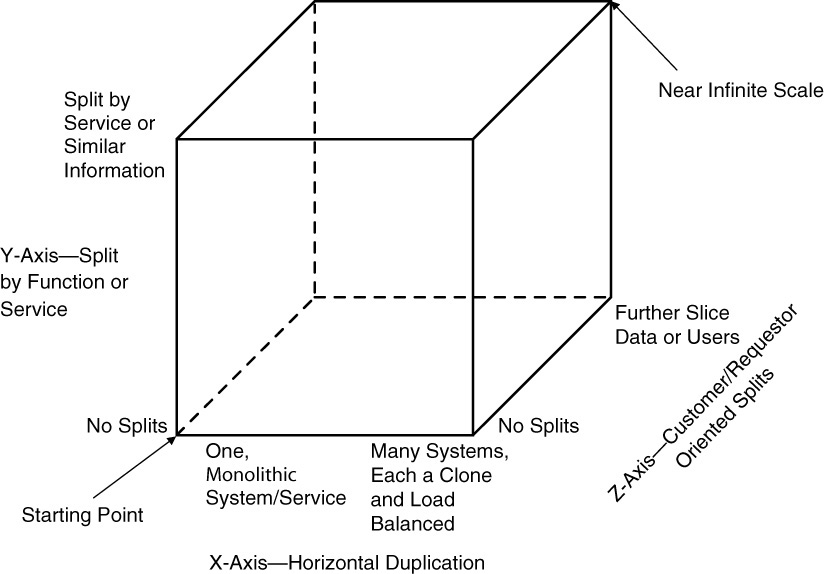 Near Infinite Scale
Split by
Service or
Similar
Information
Y-Axis—Split
by Function or
Service
Further Slice
Data or Users
Z-Axis—Customer/Requestor
Oriented Splits
No Splits
No Splits
One,
Monolithic
System/Service
Many Systems,
Each a Clone
and Load
Balanced
Starting Point
X-Axis—Horizontal Duplication